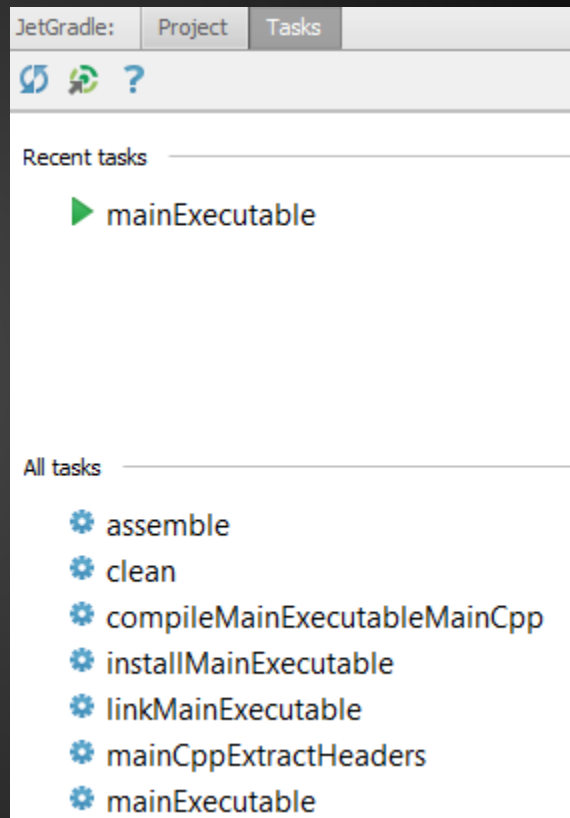 JetGradle: Project Tasks
?
Recent tasks
mainExecutable
All tasks
assemble
clean
compileMainExecutableMainCpp
installMainExecutable
linkMainExecutable
mainCppExtractHeaders
mainExecutable